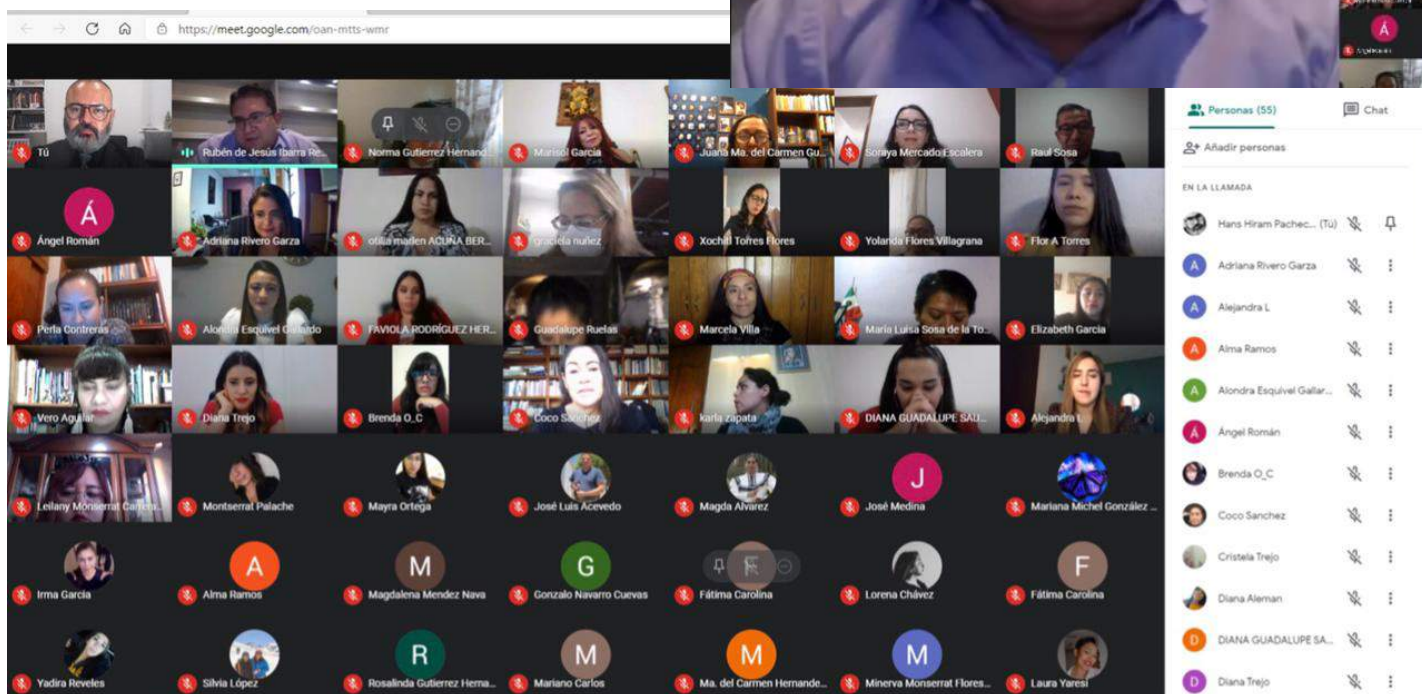 https://meet.google.com/oan-mtts-wmr
Á
Tú
Rubén de Jesús Ibarra Re...
Norma Gutierrez Hernand...
Marisol García
Juana Ma. del Carmen Gu...
Soraya Mercado Escalera
Raul Sosa
Á
Ángel Román
Adriana Rivero Garza
otilia marlen ACUÑA BER...
graciela nuñez
Xochitl Torres Flores
Yolanda Flores Villagrana
Flor A Torres
Perla Contreras
Alondra Esquivel Gallardo
FAVIOLA RODRÍGUEZ HER...
Guadalupe Ruelas
Marcela Villa
María Luisa Sosa de la To...
Elizabeth Garcia
Vero Aguilar
Diana Trejo
Brenda O_C
Coco Sanchez
karla zapata
DIANA GUADALUPE SAU...
Alejandra L
Leilany Monserrat Carrera...
Montserrat Palache
Mayra Ortega
José Luis Acevedo
Magda Alvarez
J
José Medina
Mariana Michel González ...
Irma García
A
Alma Ramos
M
Magdalena Mendez Nava
G
Gonzalo Navarro Cuevas
F
Fátima Carolina
Lorena Chávez
F
Fátima Carolina
Yadira Reveles
Silvia López
R
Rosalinda Gutierrez Herna...
M
Mariano Carlos
M
Ma. del Carmen Hernande...
M
Minerva Monserrat Flores...
Laura Yaresi
Personas (55)
Chat
Añadir personas
EN LA LLAMADA
Hans Hiram Pachec... (Tú)
A
Adriana Rivero Garza
A
Alejandra L
A
Alma Ramos
A
Alondra Esquivel Gallar...
Á
Ángel Román
Brenda O_C
Coco Sanchez
Cristela Trejo
Diana Aleman
D
DIANA GUADALUPE SA...
D
Diana Trejo